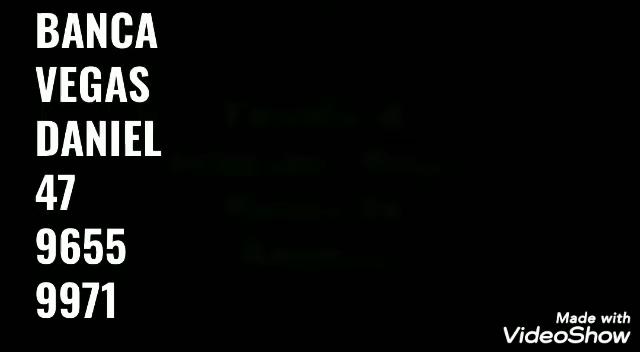 BANCA
VEGAS
DANIEL
47
9655
9971
Made with
VideoShow